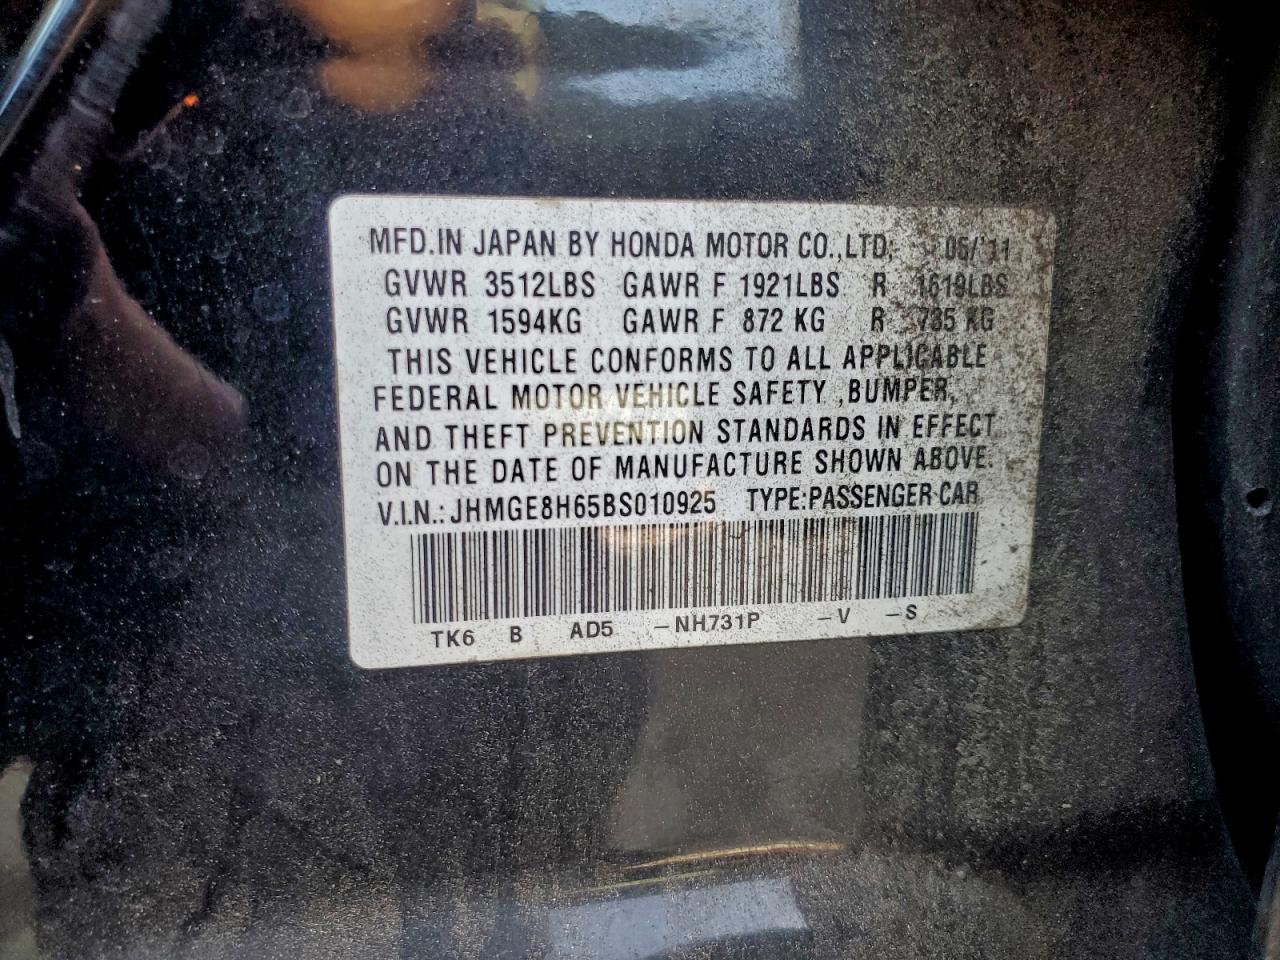 MFD.IN JAPAN BY HONDA MOTOR CO.,LTD. 05/'11
GVWR 3512LBS GAWR F 1921LBS R 1619LBS
GVWR 1594KG GAWR F 872 KG R 735 KG
THIS VEHICLE CONFORMS TO ALL APPLICABLE
FEDERAL MOTOR VEHICLE SAFETY ,BUMPER,
AND THEFT PREVENTION STANDARDS IN EFFECT
ON THE DATE OF MANUFACTURE SHOWN ABOVE.
V.I.N.: JHMGE8H65BS010925 TYPE:PASSENGER CAR
TK6 B AD5 -NH731P -V -S